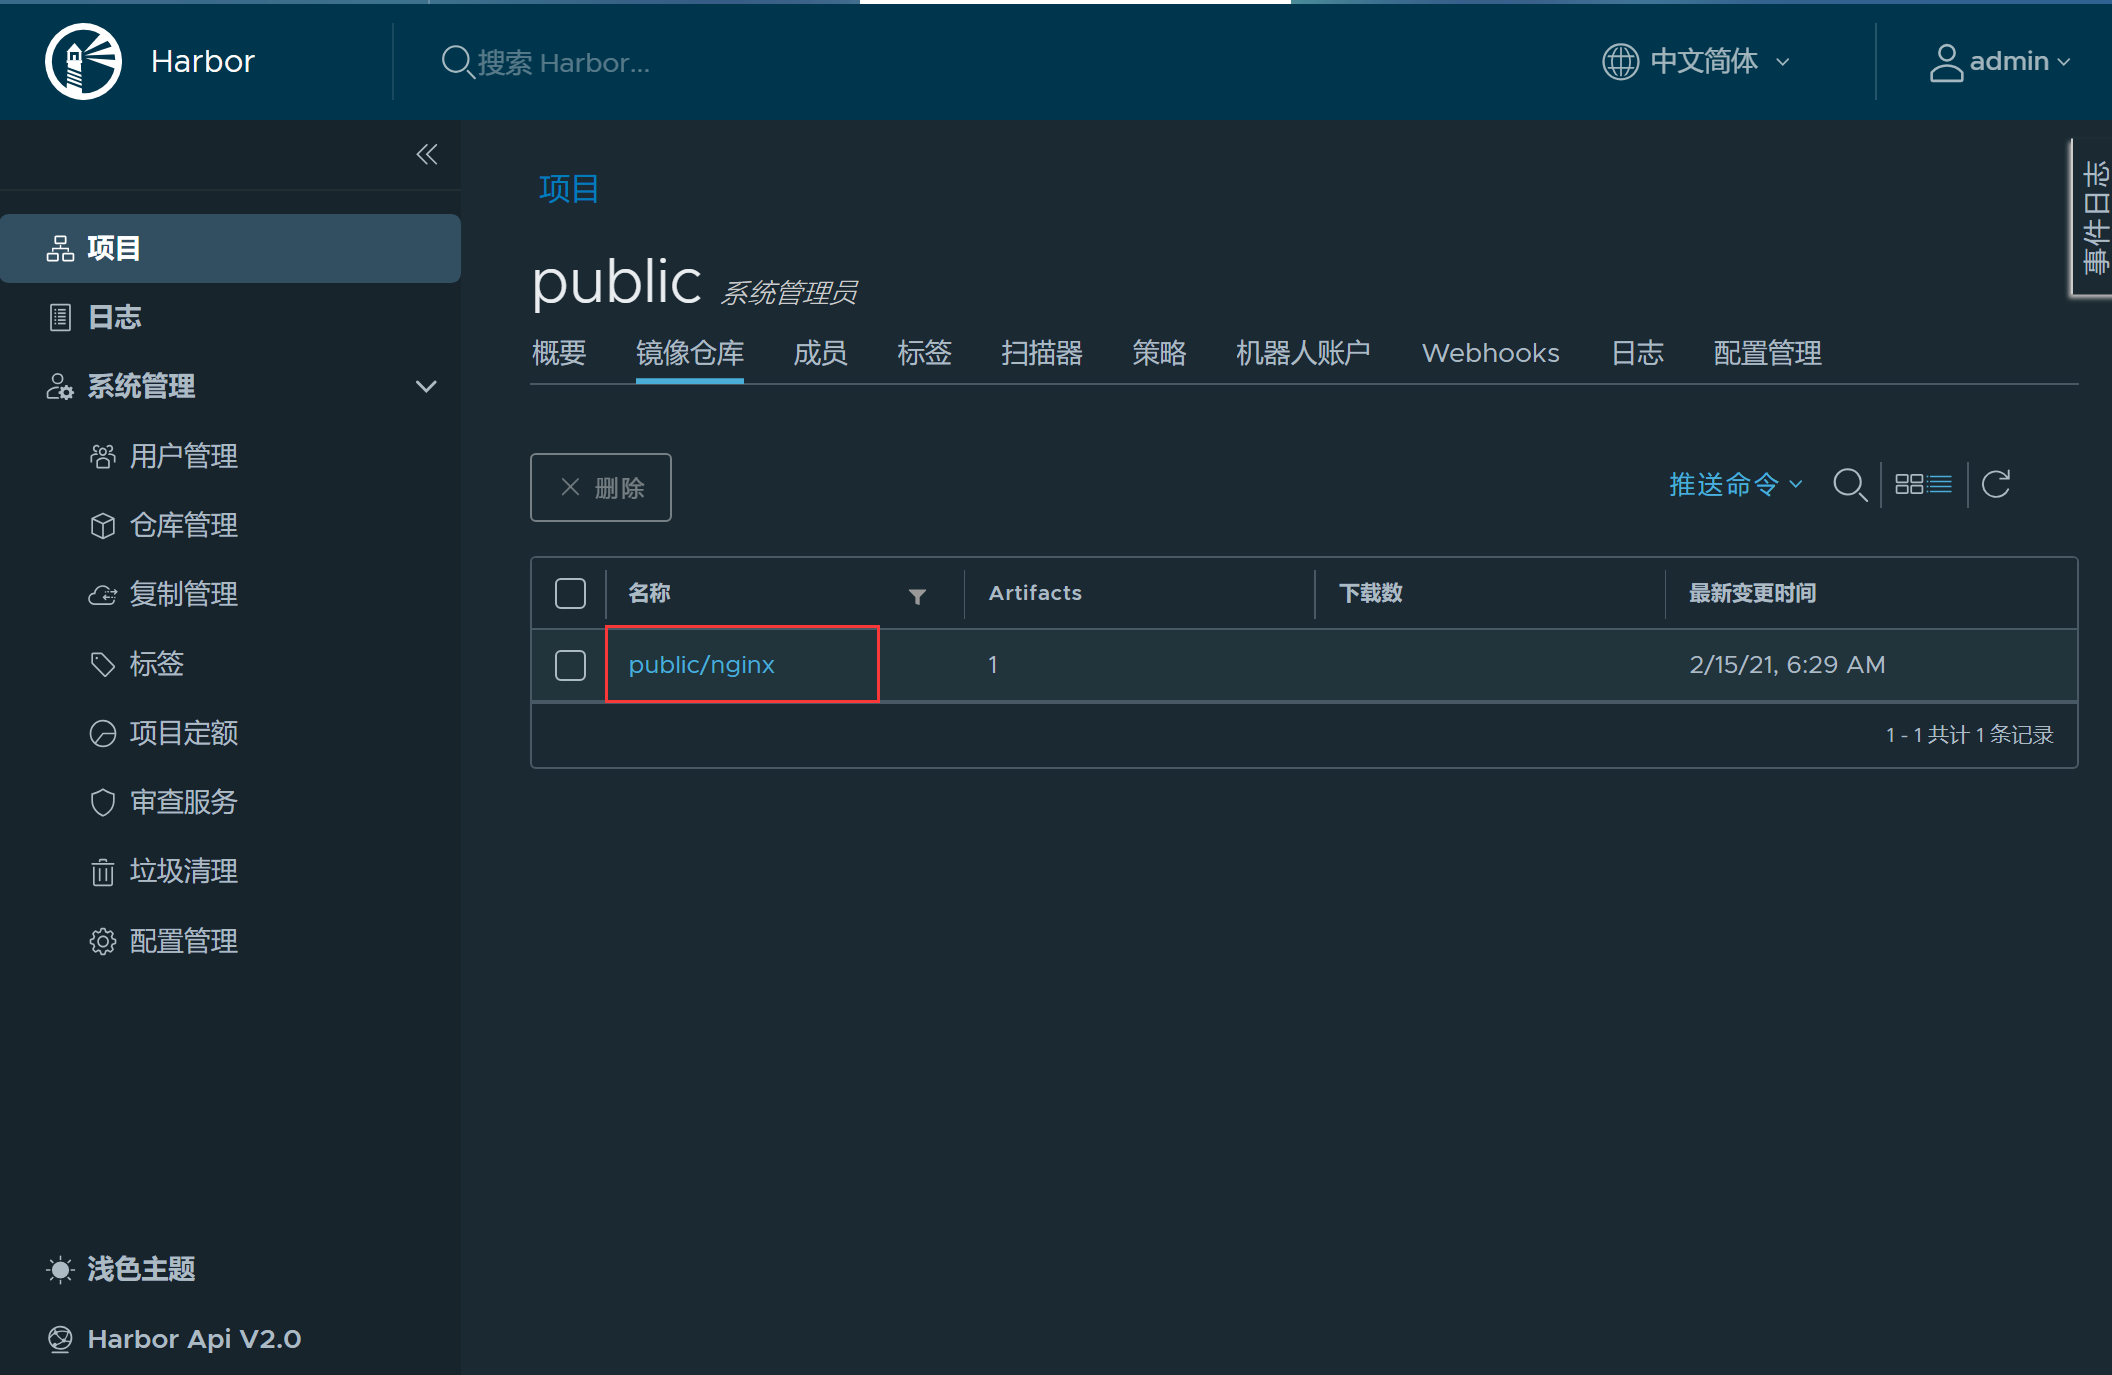 Harbor
搜索 Harbor...
中文简体
admin
事件日志
项目
日志
系统管理
用户管理
仓库管理
复制管理
标签
项目定额
审查服务
垃圾清理
配置管理
浅色主题
Harbor Api V2.0
项目
public 系统管理员
概要 镜像仓库 成员 标签 扫描器 策略 机器人账户 Webhooks 日志 配置管理
删除
推送命令
名称 Artifacts 下载数 最新变更时间
public/nginx 1 2/15/21, 6:29 AM
1 - 1 共计 1 条记录